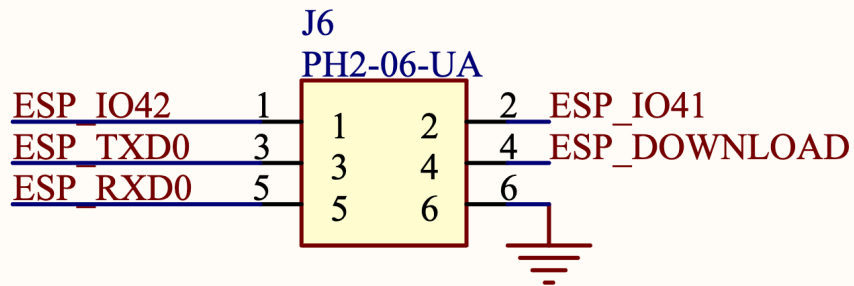 J6
PH2-06-UA
ESP_IO42 1 1 2 2 ESP_IO41
ESP_TXD0 3 3 4 4 ESP_DOWNLOAD
ESP_RXD0 5 5 6 6